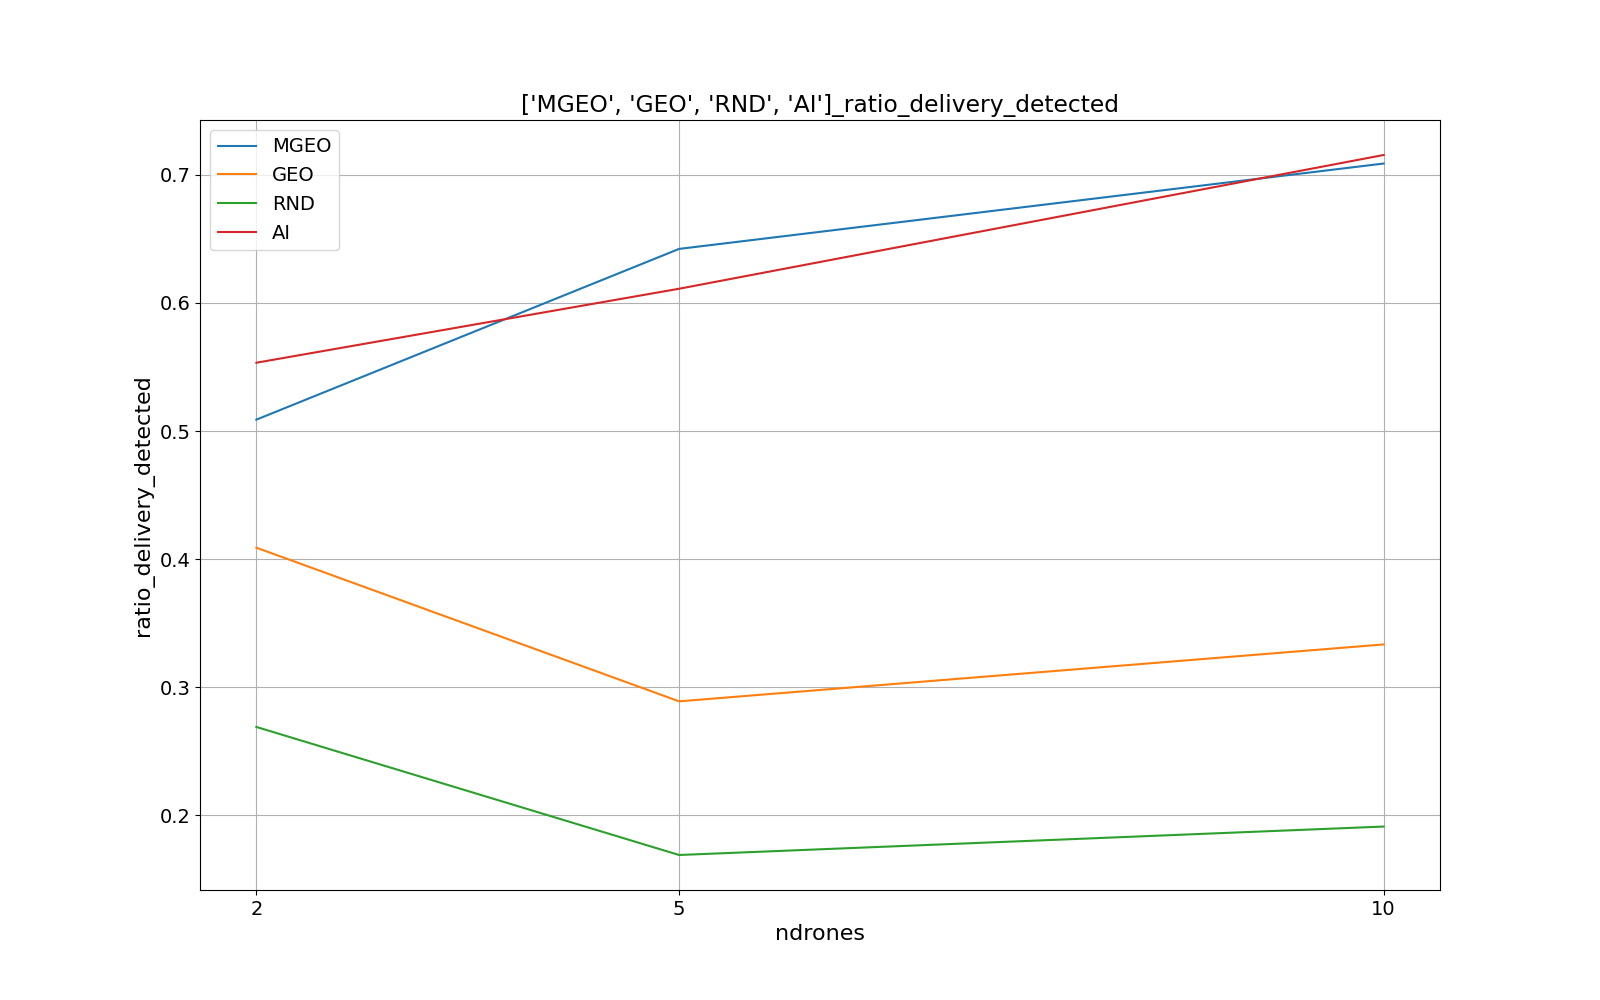 ['MGEO', 'GEO', 'RND', 'AI']_ratio_delivery_detected
MGEO
GEO
RND
AI
0.7
0.6
0.5
0.4
0.3
0.2
ratio_delivery_detected
2 5 10
ndrones